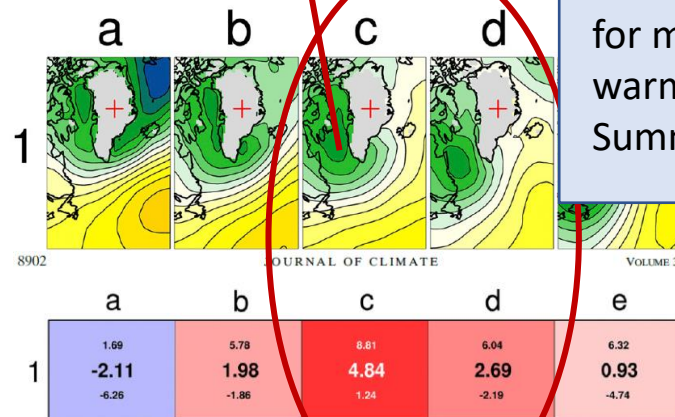 a b c d
for m
warm
Summ
1
8902 JOURNAL OF CLIMATE VOLUME 3
a b c d e
1.69 5.78 8.81 6.04 6.32
1 -2.11 1.98 4.84 2.69 0.93
-6.26 -1.86 1.24 -2.19 -4.74